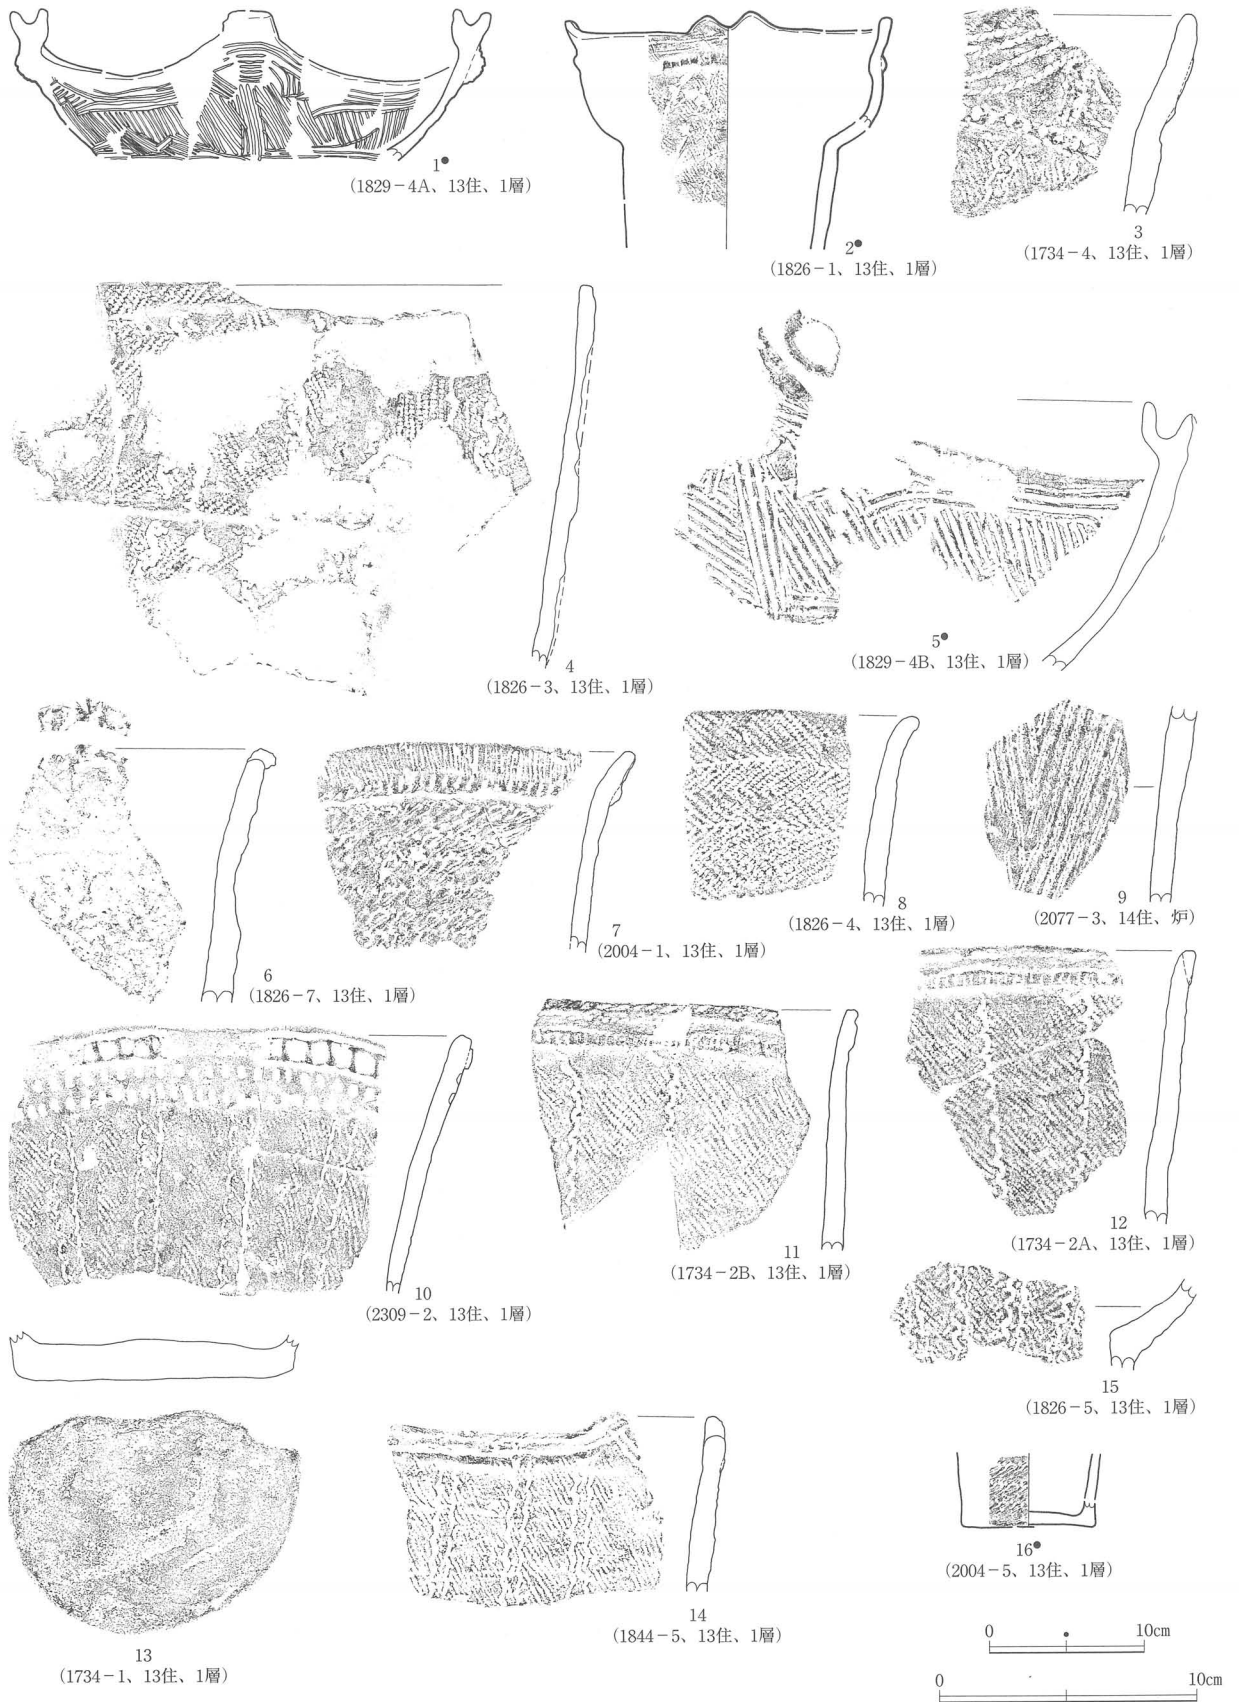 1●
(1829-4A、13住、1層)
2●
(1826-1、13住、1層)
3
(1734-4、13住、1層)
4
(1826-3、13住、1層)
5●
(1829-4B、13住、1層)
6
(1826-7、13住、1層)
7
(2004-1、13住、1層)
8
(1826-4、13住、1層)
9
(2077-3、14住、炉)
10
(2309-2、13住、1層)
11
(1734-2B、13住、1層)
12
(1734-2A、13住、1層)
13
(1734-1、13住、1層)
14
(1844-5、13住、1層)
15
(1826-5、13住、1層)
16●
(2004-5、13住、1層)
0 10cm
0 10cm